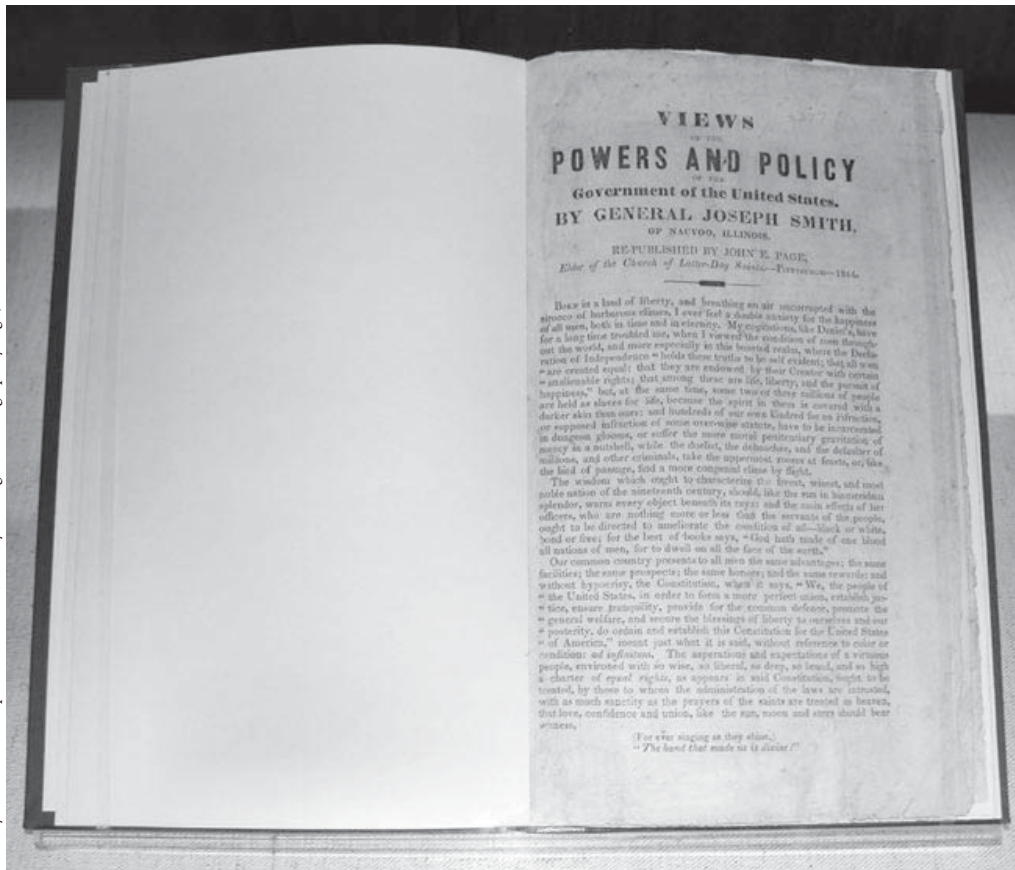 VIEWS
OF THE
POWERS AND POLICY
OF THE
Government of the United States.
BY GENERAL JOSEPH SMITH,
OF NAUVOO, ILLINOIS.
RE-PUBLISHED BY JOHN E. PAGE,
Elder of the Church of Latter-Day Saints.—PITTSBURGH—1844.
BORN in a land of liberty, and breathing an air uncorrupted with the
sirocco of barbarous climes, I ever feel a double anxiety for the happiness
of all men, both in time and in eternity. My cogitations, like Daniel's, have
for a long time troubled me, when I viewed the condition of men through-
out the world, and more especially in this boasted realm, where the Decla-
ration of Independence "holds these truths to be self evident; that all men
"are created equal: that they are endowed by their Creator with certain
"unalienable rights; that among these are life, liberty, and the pursuit of
happiness," but, at the same time, some two or three millions of people
are held as slaves for life, because the spirit in them is covered with a
darker skin than ours: and hundreds of our own kindred for an infraction,
or supposed infraction of some over-wise statute, have to be incarcerated
in dungeon glooms, or suffer the more moral penitentiary gravitation of
mercy in a nutshell, while the duelist, the debauchee, and the defaulter of
millions, and other criminals, take the uppermost rooms at feasts, or, like
the bird of passage, find a more congenial clime by flight.
The wisdom which ought to characterize the freest, wisest, and most
noble nation of the nineteenth century, should, like the sun in his meridian
splendor, warm every object beneath its rays: and the main efforts of her
officers, who are nothing more or less than the servants of the people,
ought to be directed to ameliorate the condition of all—black or white,
bond or free; for the best of books says, "God hath made of one blood
all nations of men, for to dwell on all the face of the earth."
Our common country presents to all men the same advantages; the same
facilities; the same prospects; the same honors; and the same rewards: and
without hypocrisy, the Constitution, when it says, "We, the people of
"the United States, in order to form a more perfect union, establish jus-
"tice, ensure tranquility, provide for the common defence, promote the
"general welfare, and secure the blessings of liberty to ourselves and our
"posterity, do ordain and establish this Constitution for the United States
"of America," meant just what it said, without reference to color or
condition: ad infinitum. The asperations and expectations of a virtuous
people, environed with so wise, so liberal, so deep, so broad, and so high
a charter of equal rights, as appears in said Constitution, ought to be
treated, by those to whom the administration of the laws are intrusted,
with as much sanctity as the prayers of the saints are treated in heaven,
that love, confidence and union, like the sun, moon and stars should bear
witness,
(For ever singing as they shine,)
"The hand that made us is divine!"